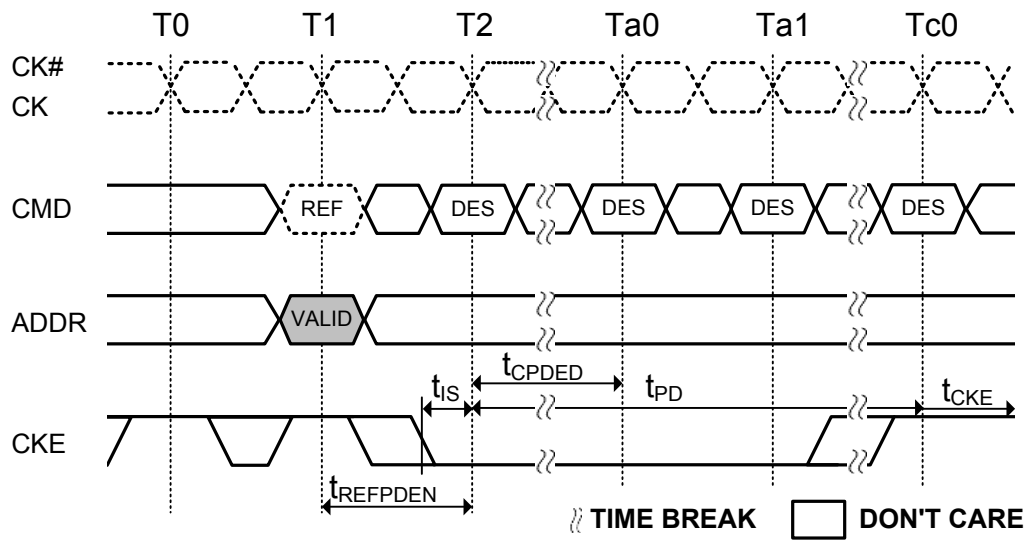 T0 T1 T2 Ta0 Ta1 Tc0
CK#
CK
CMD REF DES DES DES DES
ADDR VALID
tCPDED
tIS tPD tCKE
CKE
tREFPDEN
TIME BREAK DON'T CARE